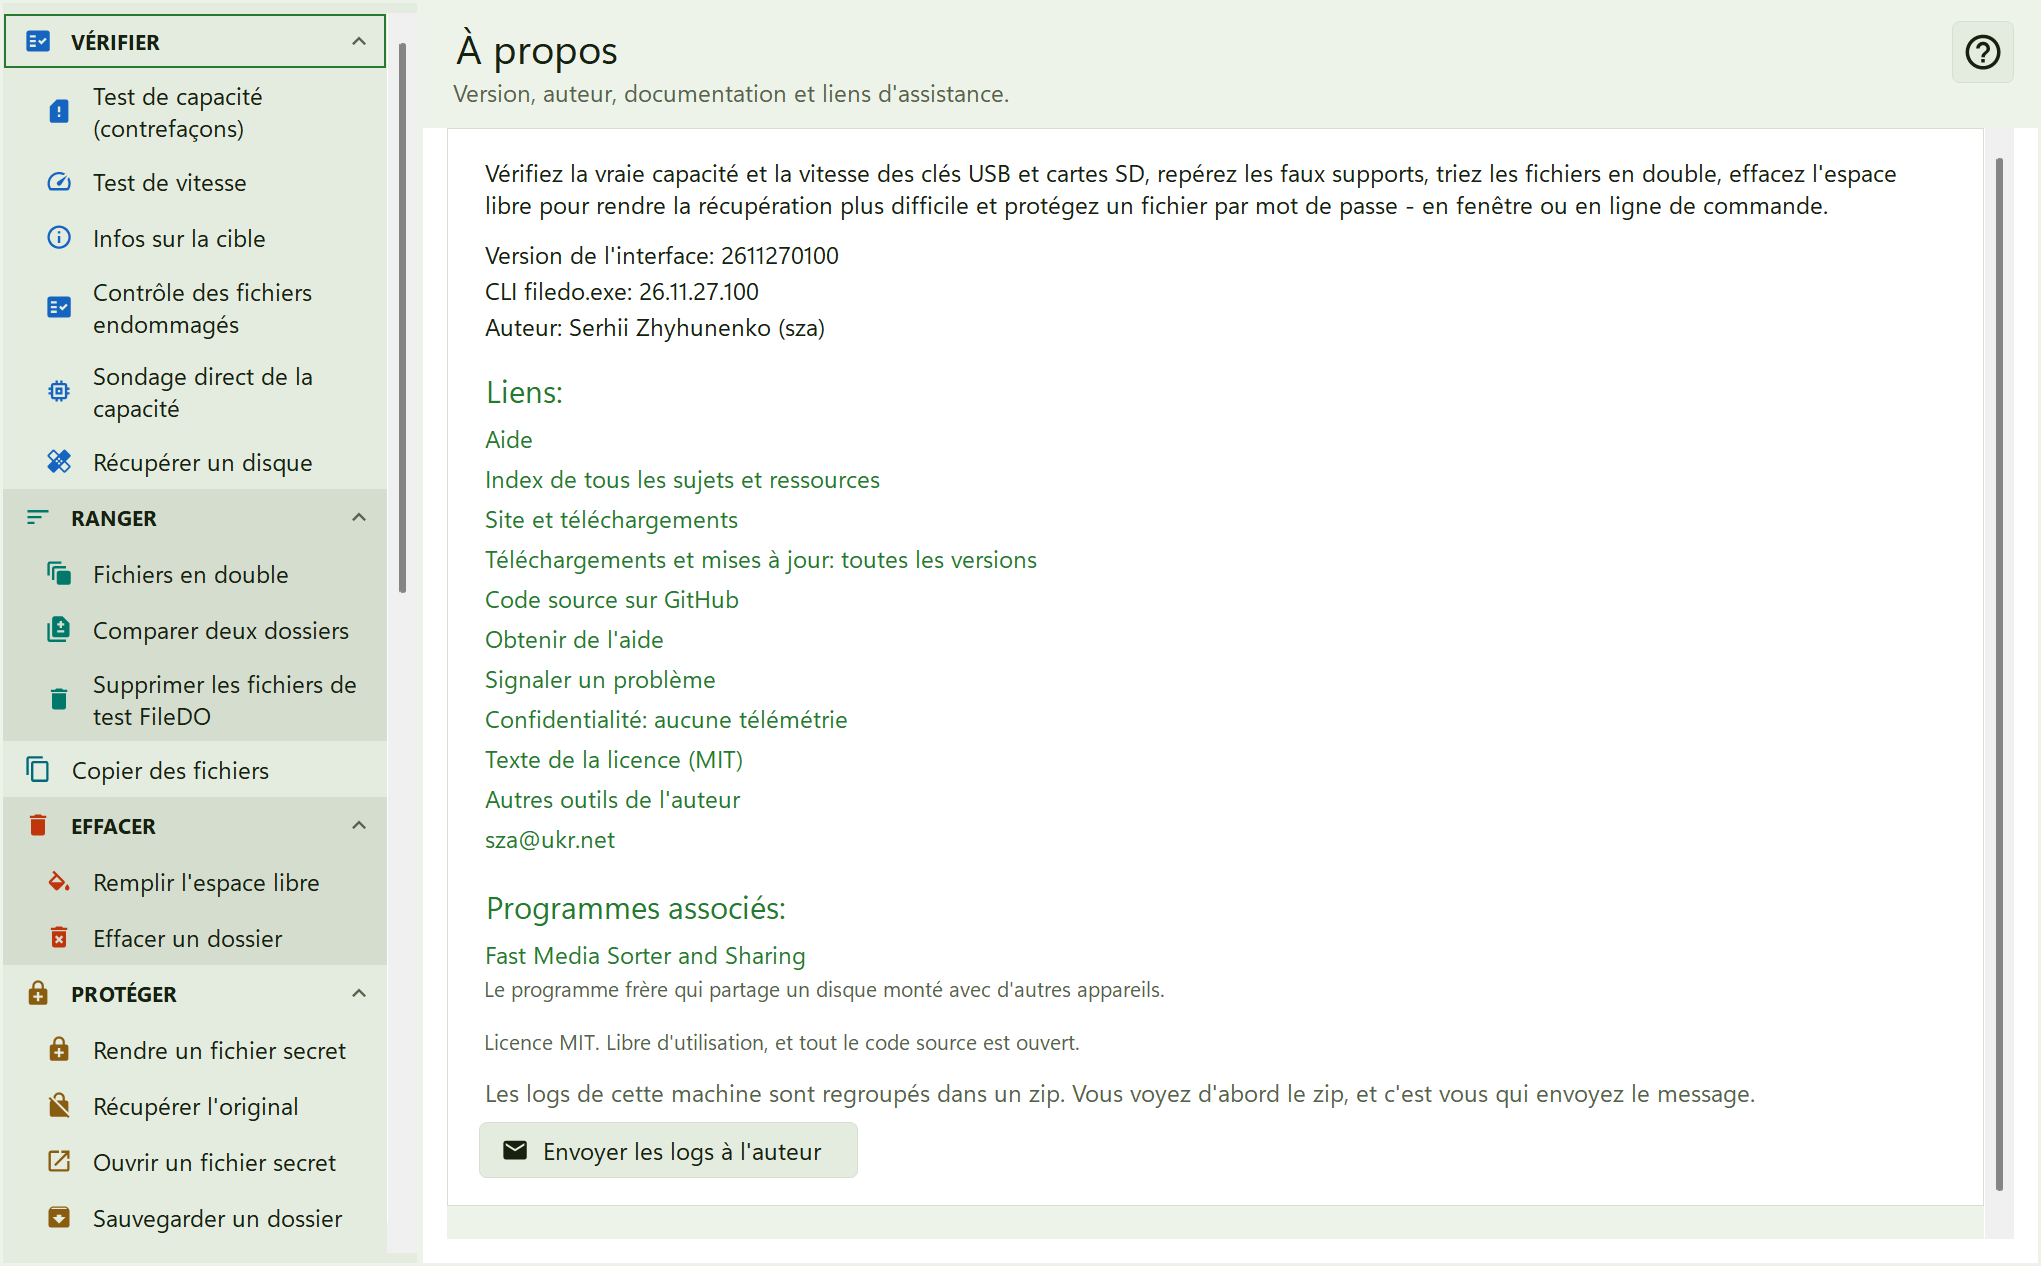 VÉRIFIER
Test de capacité
(contrefaçons)
Test de vitesse
Infos sur la cible
Contrôle des fichiers
endommagés
Sondage direct de la
capacité
Récupérer un disque
RANGER
Fichiers en double
Comparer deux dossiers
Supprimer les fichiers de
test FileDO
Copier des fichiers
EFFACER
Remplir l'espace libre
Effacer un dossier
PROTÉGER
Rendre un fichier secret
Récupérer l'original
Ouvrir un fichier secret
Sauvegarder un dossier
À propos
Version, auteur, documentation et liens d'assistance.
Vérifiez la vraie capacité et la vitesse des clés USB et cartes SD, repérez les faux supports, triez les fichiers en double, effacez l'espace
libre pour rendre la récupération plus difficile et protégez un fichier par mot de passe - en fenêtre ou en ligne de commande.
Version de l'interface: 2611270100
CLI filedo.exe: 26.11.27.100
Auteur: Serhii Zhyhunenko (sza)
Liens:
Aide
Index de tous les sujets et ressources
Site et téléchargements
Téléchargements et mises à jour: toutes les versions
Code source sur GitHub
Obtenir de l'aide
Signaler un problème
Confidentialité: aucune télémétrie
Texte de la licence (MIT)
Autres outils de l'auteur
sza@ukr.net
Programmes associés:
Fast Media Sorter and Sharing
Le programme frère qui partage un disque monté avec d'autres appareils.
Licence MIT. Libre d'utilisation, et tout le code source est ouvert.
Les logs de cette machine sont regroupés dans un zip. Vous voyez d'abord le zip, et c'est vous qui envoyez le message.
Envoyer les logs à l'auteur